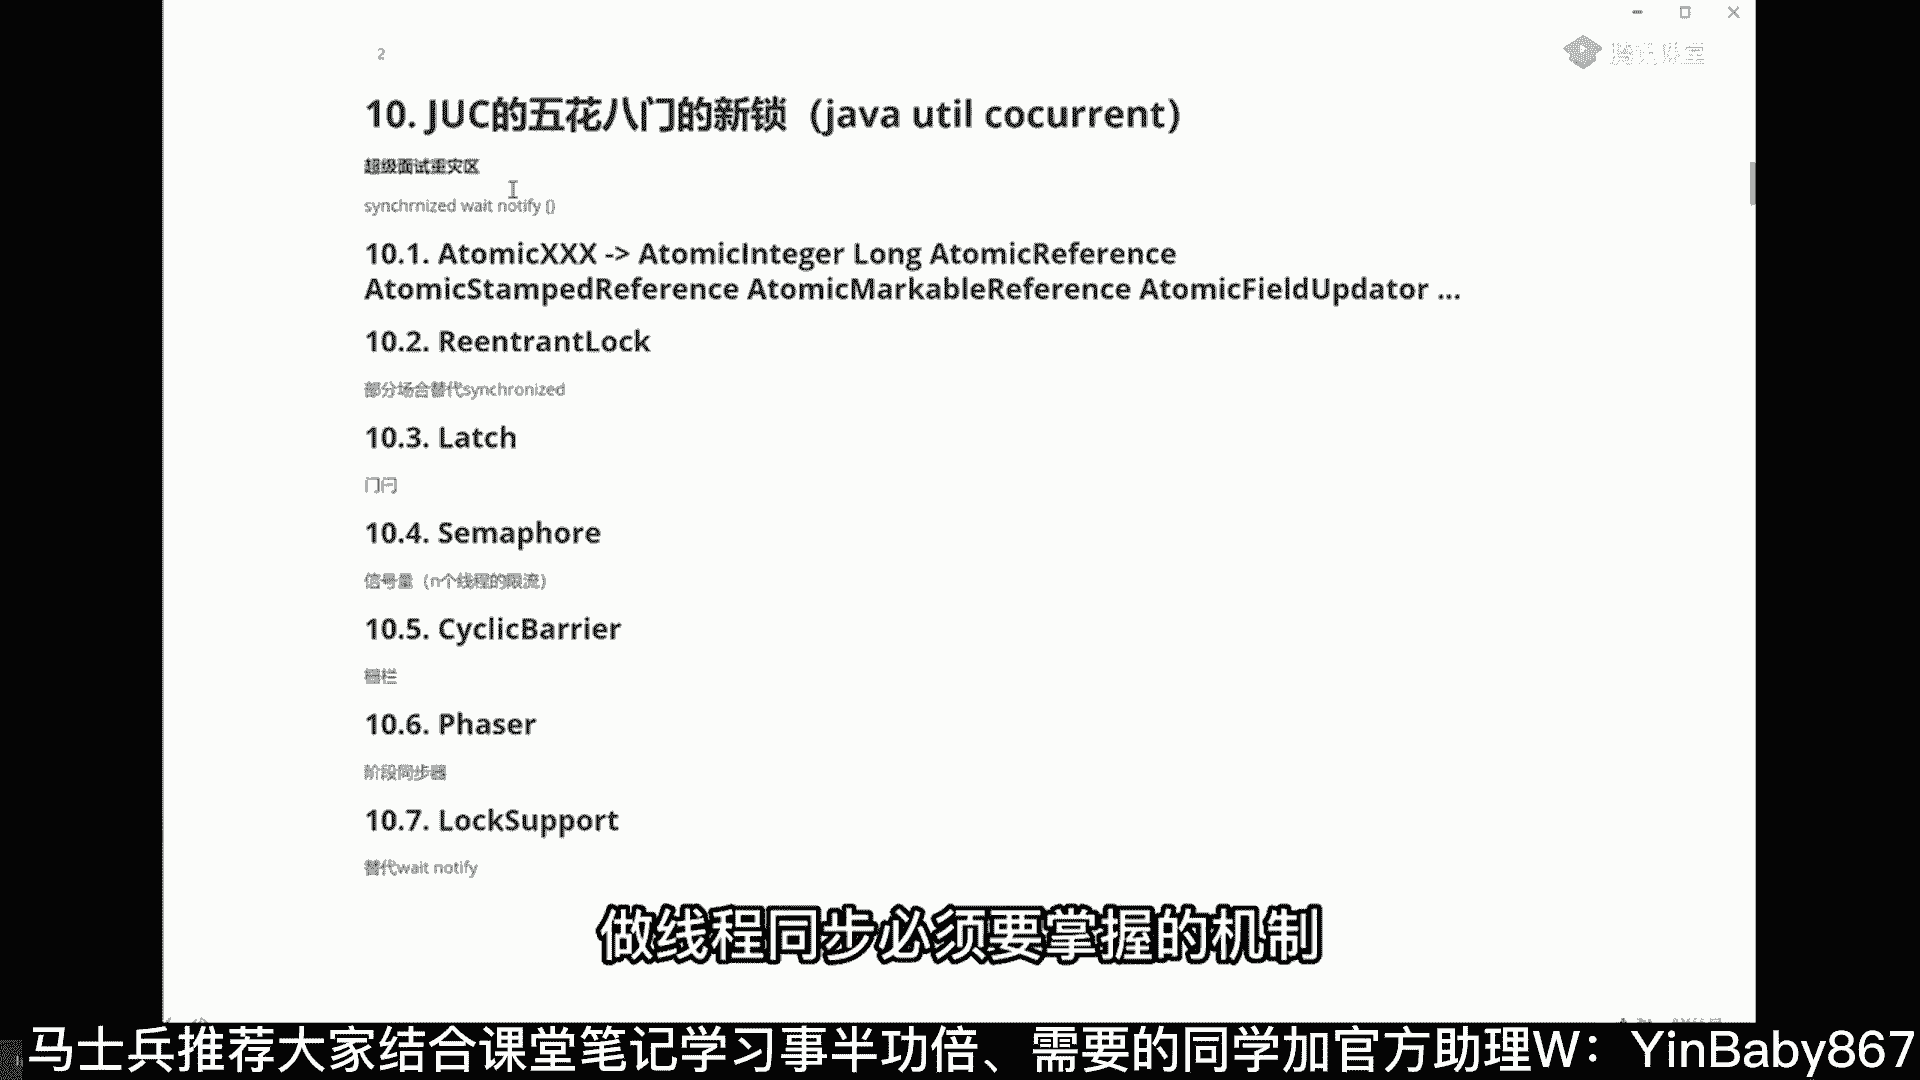 2
腾讯课堂
10. JUC的五花八门的新锁（java util cocurrent）
超级面试重灾区
synchrnized wait notify ()
10.1. AtomicXXX -> AtomicInteger Long AtomicReference
AtomicStampedReference AtomicMarkableReference AtomicFieldUpdator ...
10.2. ReentrantLock
部分场合替代synchronized
10.3. Latch
门闩
10.4. Semaphore
信号量（n个线程的限流）
10.5. CyclicBarrier
栅栏
10.6. Phaser
阶段同步器
10.7. LockSupport
替代wait notify
做线程同步必须要掌握的机制
马士兵推荐大家结合课堂笔记学习事半功倍、需要的同学加官方助理W：YinBaby867